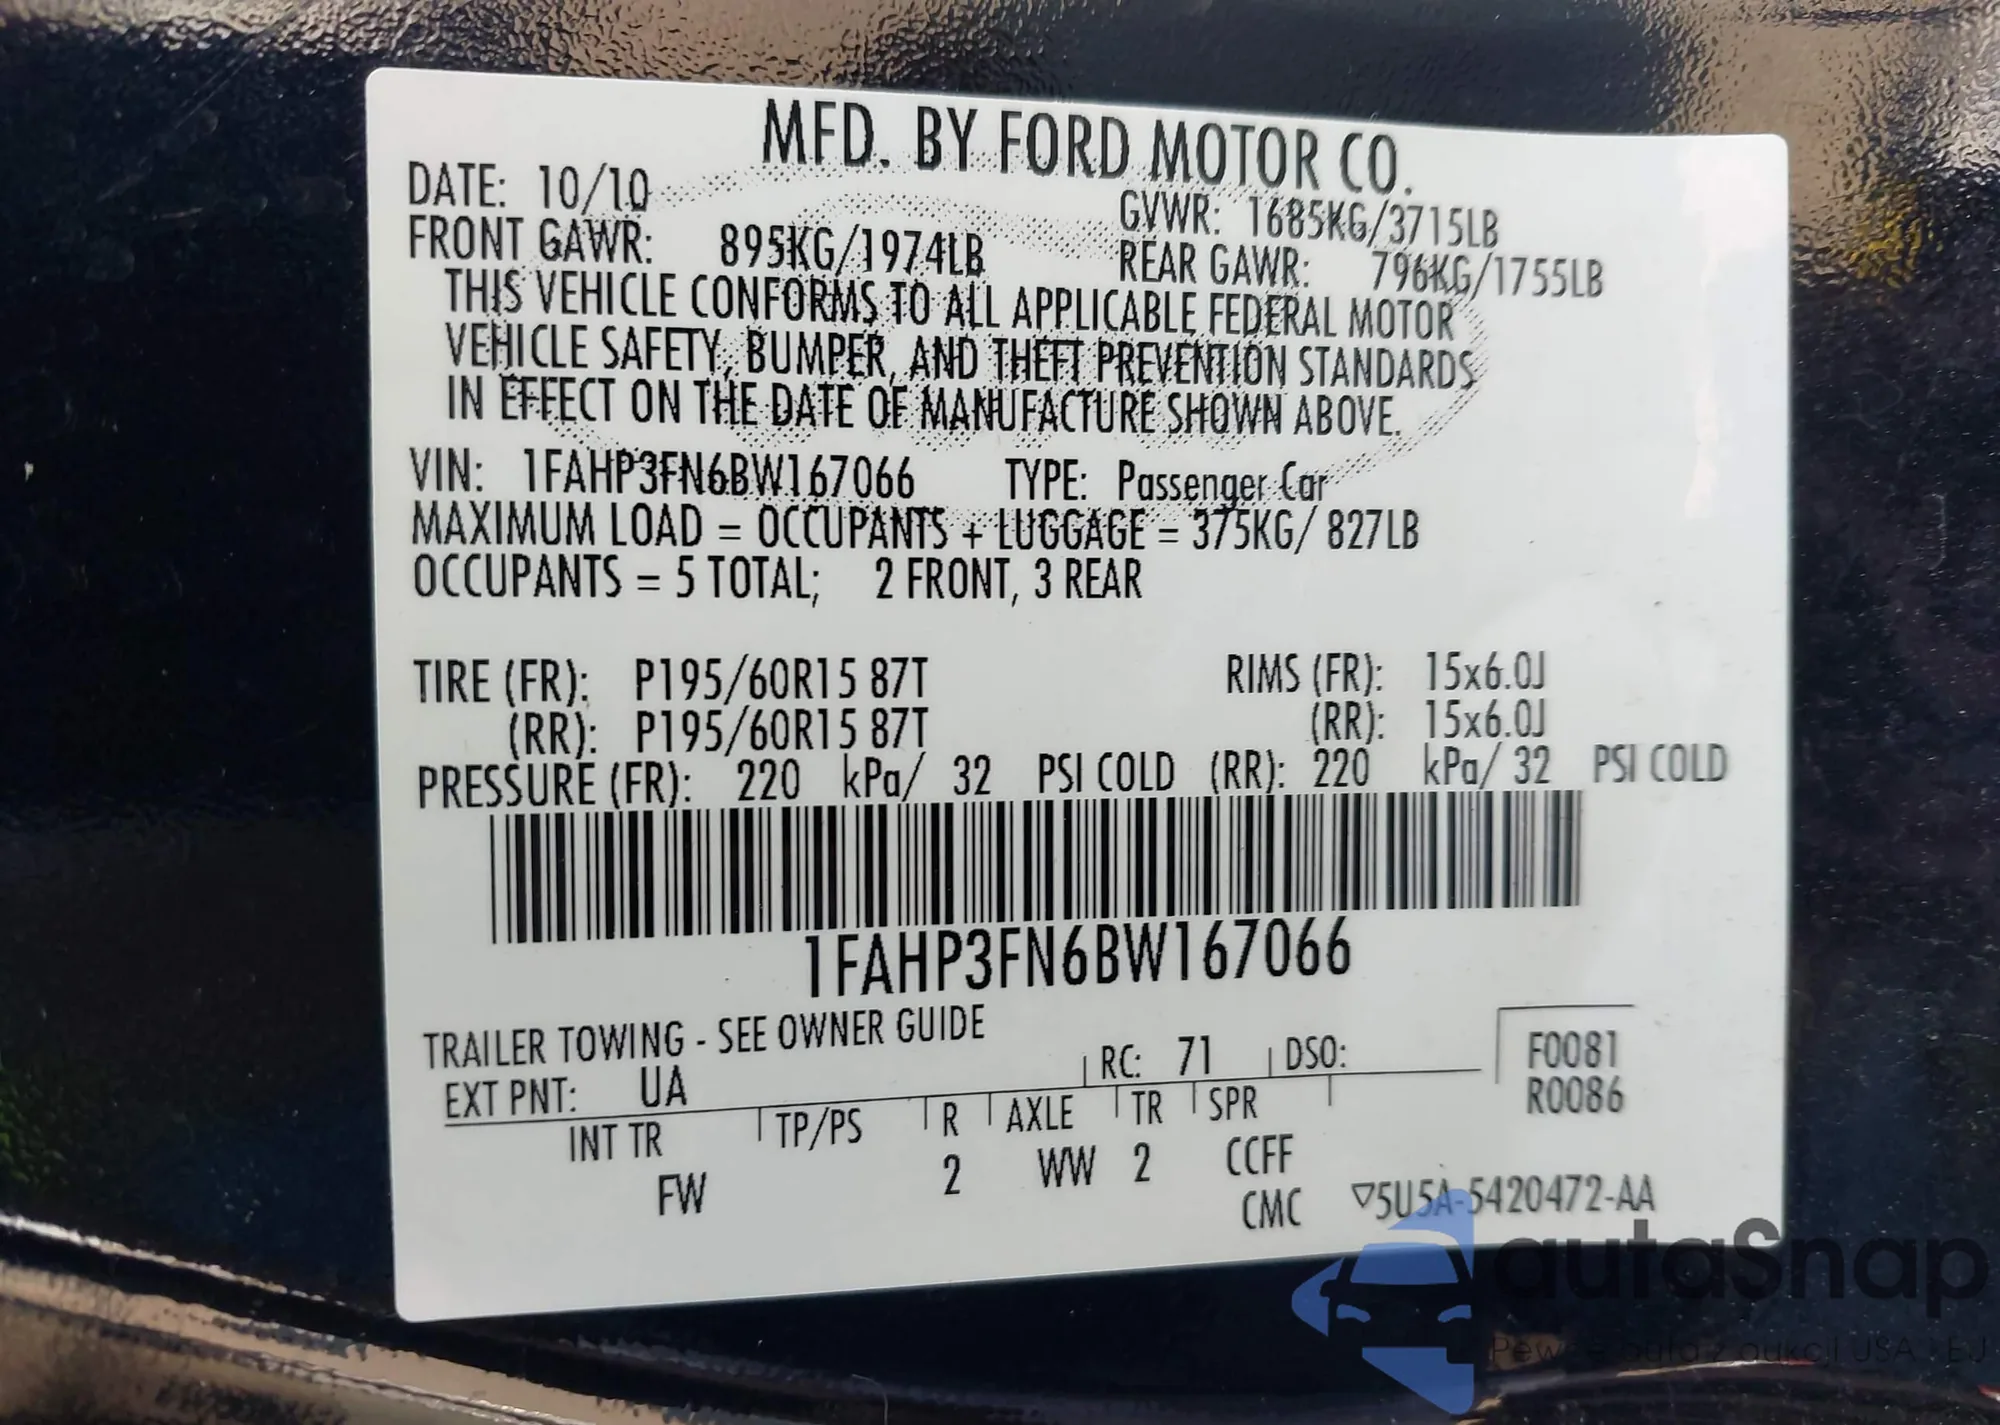 MFD. BY FORD MOTOR CO.
DATE: 10/10 GVWR: 1685KG/3715LB
FRONT GAWR: 895KG/1974LB REAR GAWR: 796KG/1755LB
THIS VEHICLE CONFORMS TO ALL APPLICABLE FEDERAL MOTOR
VEHICLE SAFETY, BUMPER, AND THEFT PREVENTION STANDARDS
IN EFFECT ON THE DATE OF MANUFACTURE SHOWN ABOVE.
VIN: 1FAHP3FN6BW167066 TYPE: Passenger Car
MAXIMUM LOAD = OCCUPANTS + LUGGAGE = 375KG/ 827LB
OCCUPANTS = 5 TOTAL; 2 FRONT, 3 REAR
TIRE (FR): P195/60R15 87T RIMS (FR): 15x6.0J
(RR): P195/60R15 87T (RR): 15x6.0J
PRESSURE (FR): 220 kPa/ 32 PSI COLD (RR): 220 kPa/ 32 PSI COLD
1FAHP3FN6BW167066
TRAILER TOWING - SEE OWNER GUIDE
EXT PNT: UA RC: 71 DSO: F0081
R0086
INT TR TP/PS R AXLE TR SPR
FW 2 WW 2 CCFF
CMC ▽5U5A-5420472-AA
autaSnap
Pewne auta z aukcji USA i EU